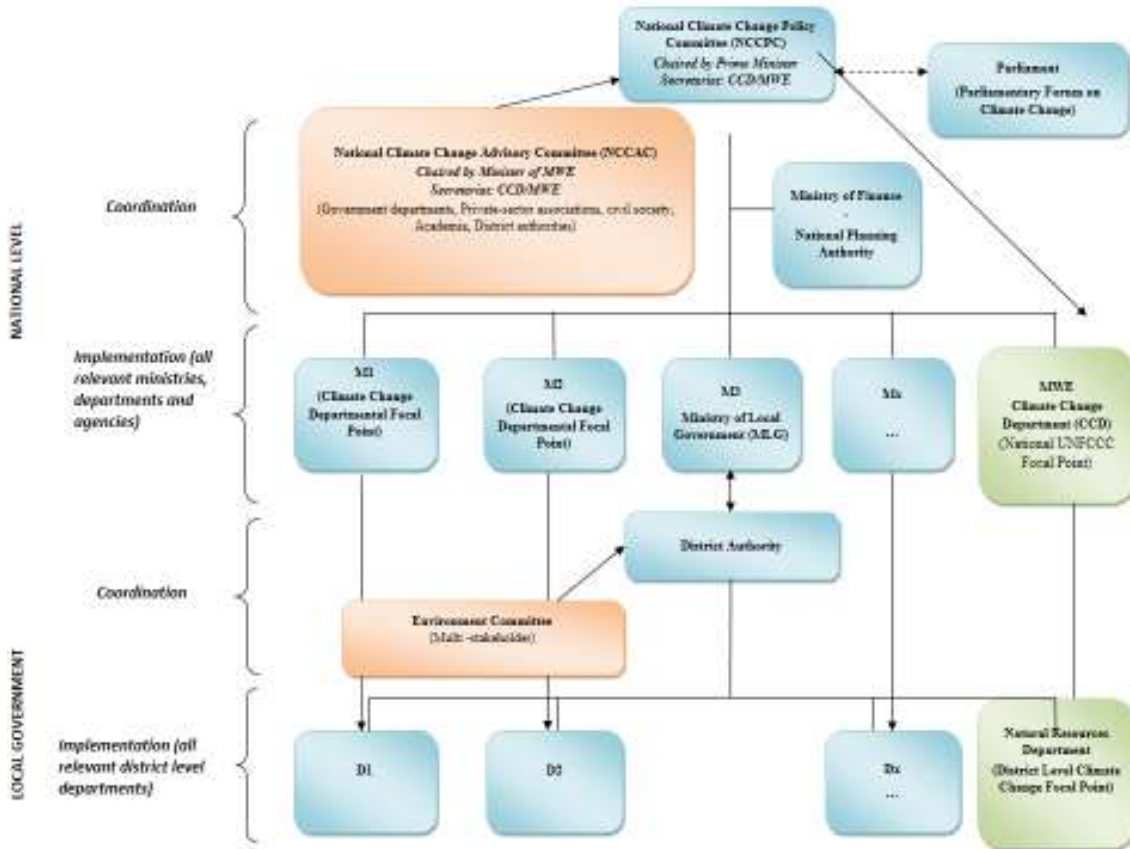 National Climate Change Policy
Committee (NCCPC)
Chaired by Prime Minister
Secretariat: CCD/MWE
Parliament
(Parliamentary Forum on
Climate Change)
National Climate Change Advisory Committee (NCCAC)
Chaired by Minister of MWE
Secretariat: CCD/MWE
(Government departments, Private-sector associations, civil society,
Academia, District authorities)
Ministry of Finance
-
National Planning
Authority
Coordination
NATIONAL LEVEL
Implementation (all
relevant ministries,
departments and
agencies)
M1
(Climate Change
Departmental Focal
Point)
M2
(Climate Change
Departmental Focal
Point)
M3
Ministry of Local
Government (MLG)
Mx
...
MWE
Climate Change
Department (CCD)
(National UNFCCC
Focal Point)
District Authority
Coordination
Environment Committee
(Multi -stakeholder)
LOCAL GOVERNMENT
Implementation (all
relevant district level
departments)
D1
D2
Dx
...
Natural Resources
Department
(District Level Climate
Change Focal Point)